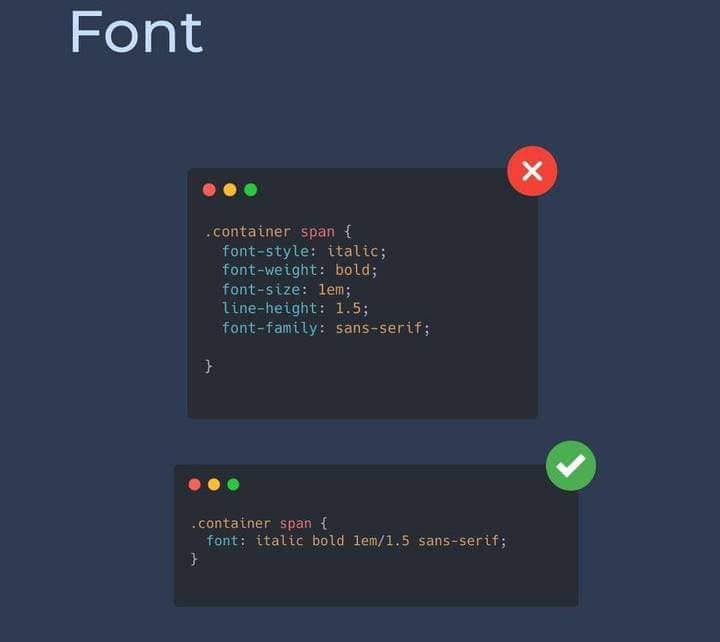 Font
.container span {
  font-style: italic;
  font-weight: bold;
  font-size: 1em;
  line-height: 1.5;
  font-family: sans-serif;
}
.container span {
  font: italic bold 1em/1.5 sans-serif;
}